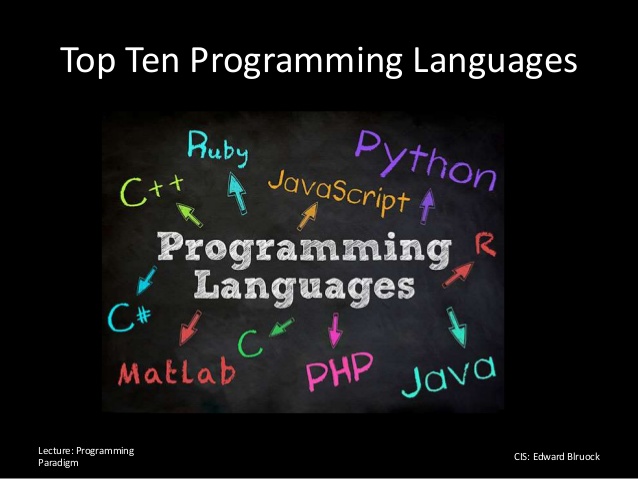 Top Ten Programming Languages
Ruby
Python
C++
JavaScript
Programming
Languages
R
C#
C
Matlab
PHP
Java
Lecture: Programming
Paradigm
CIS: Edward Blruock